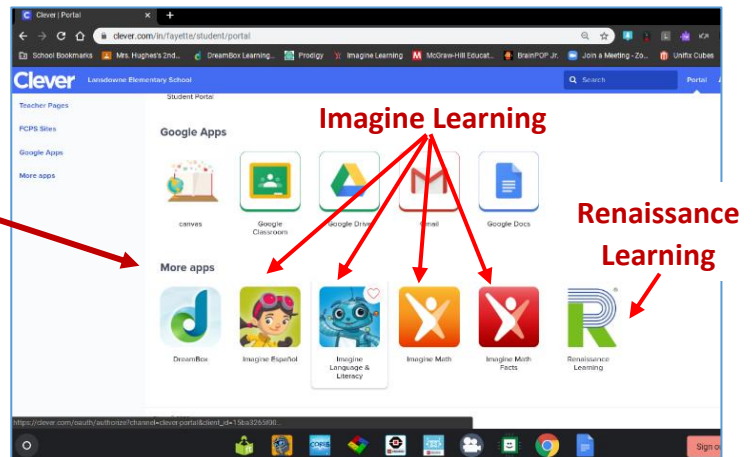 Clever | Portal
clever.com/in/fayette/student/portal
School Bookmarks Mrs. Hughes's 2nd... DreamBox Learning... Prodigy Imagine Learning McGraw-Hill Educat... BrainPOP Jr. Join a Meeting - Zo... Unifix Cubes
Clever Lansdowne Elementary School Search Portal
Student Portal
Teacher Pages
FCPS Sites
Google Apps
More apps
Imagine Learning
Google Apps
canvas Google Classroom Google Drive Gmail Google Docs
Renaissance
Learning
More apps
DreamBox Imagine Español Imagine Language & Literacy Imagine Math Imagine Math Facts Renaissance Learning
Sign